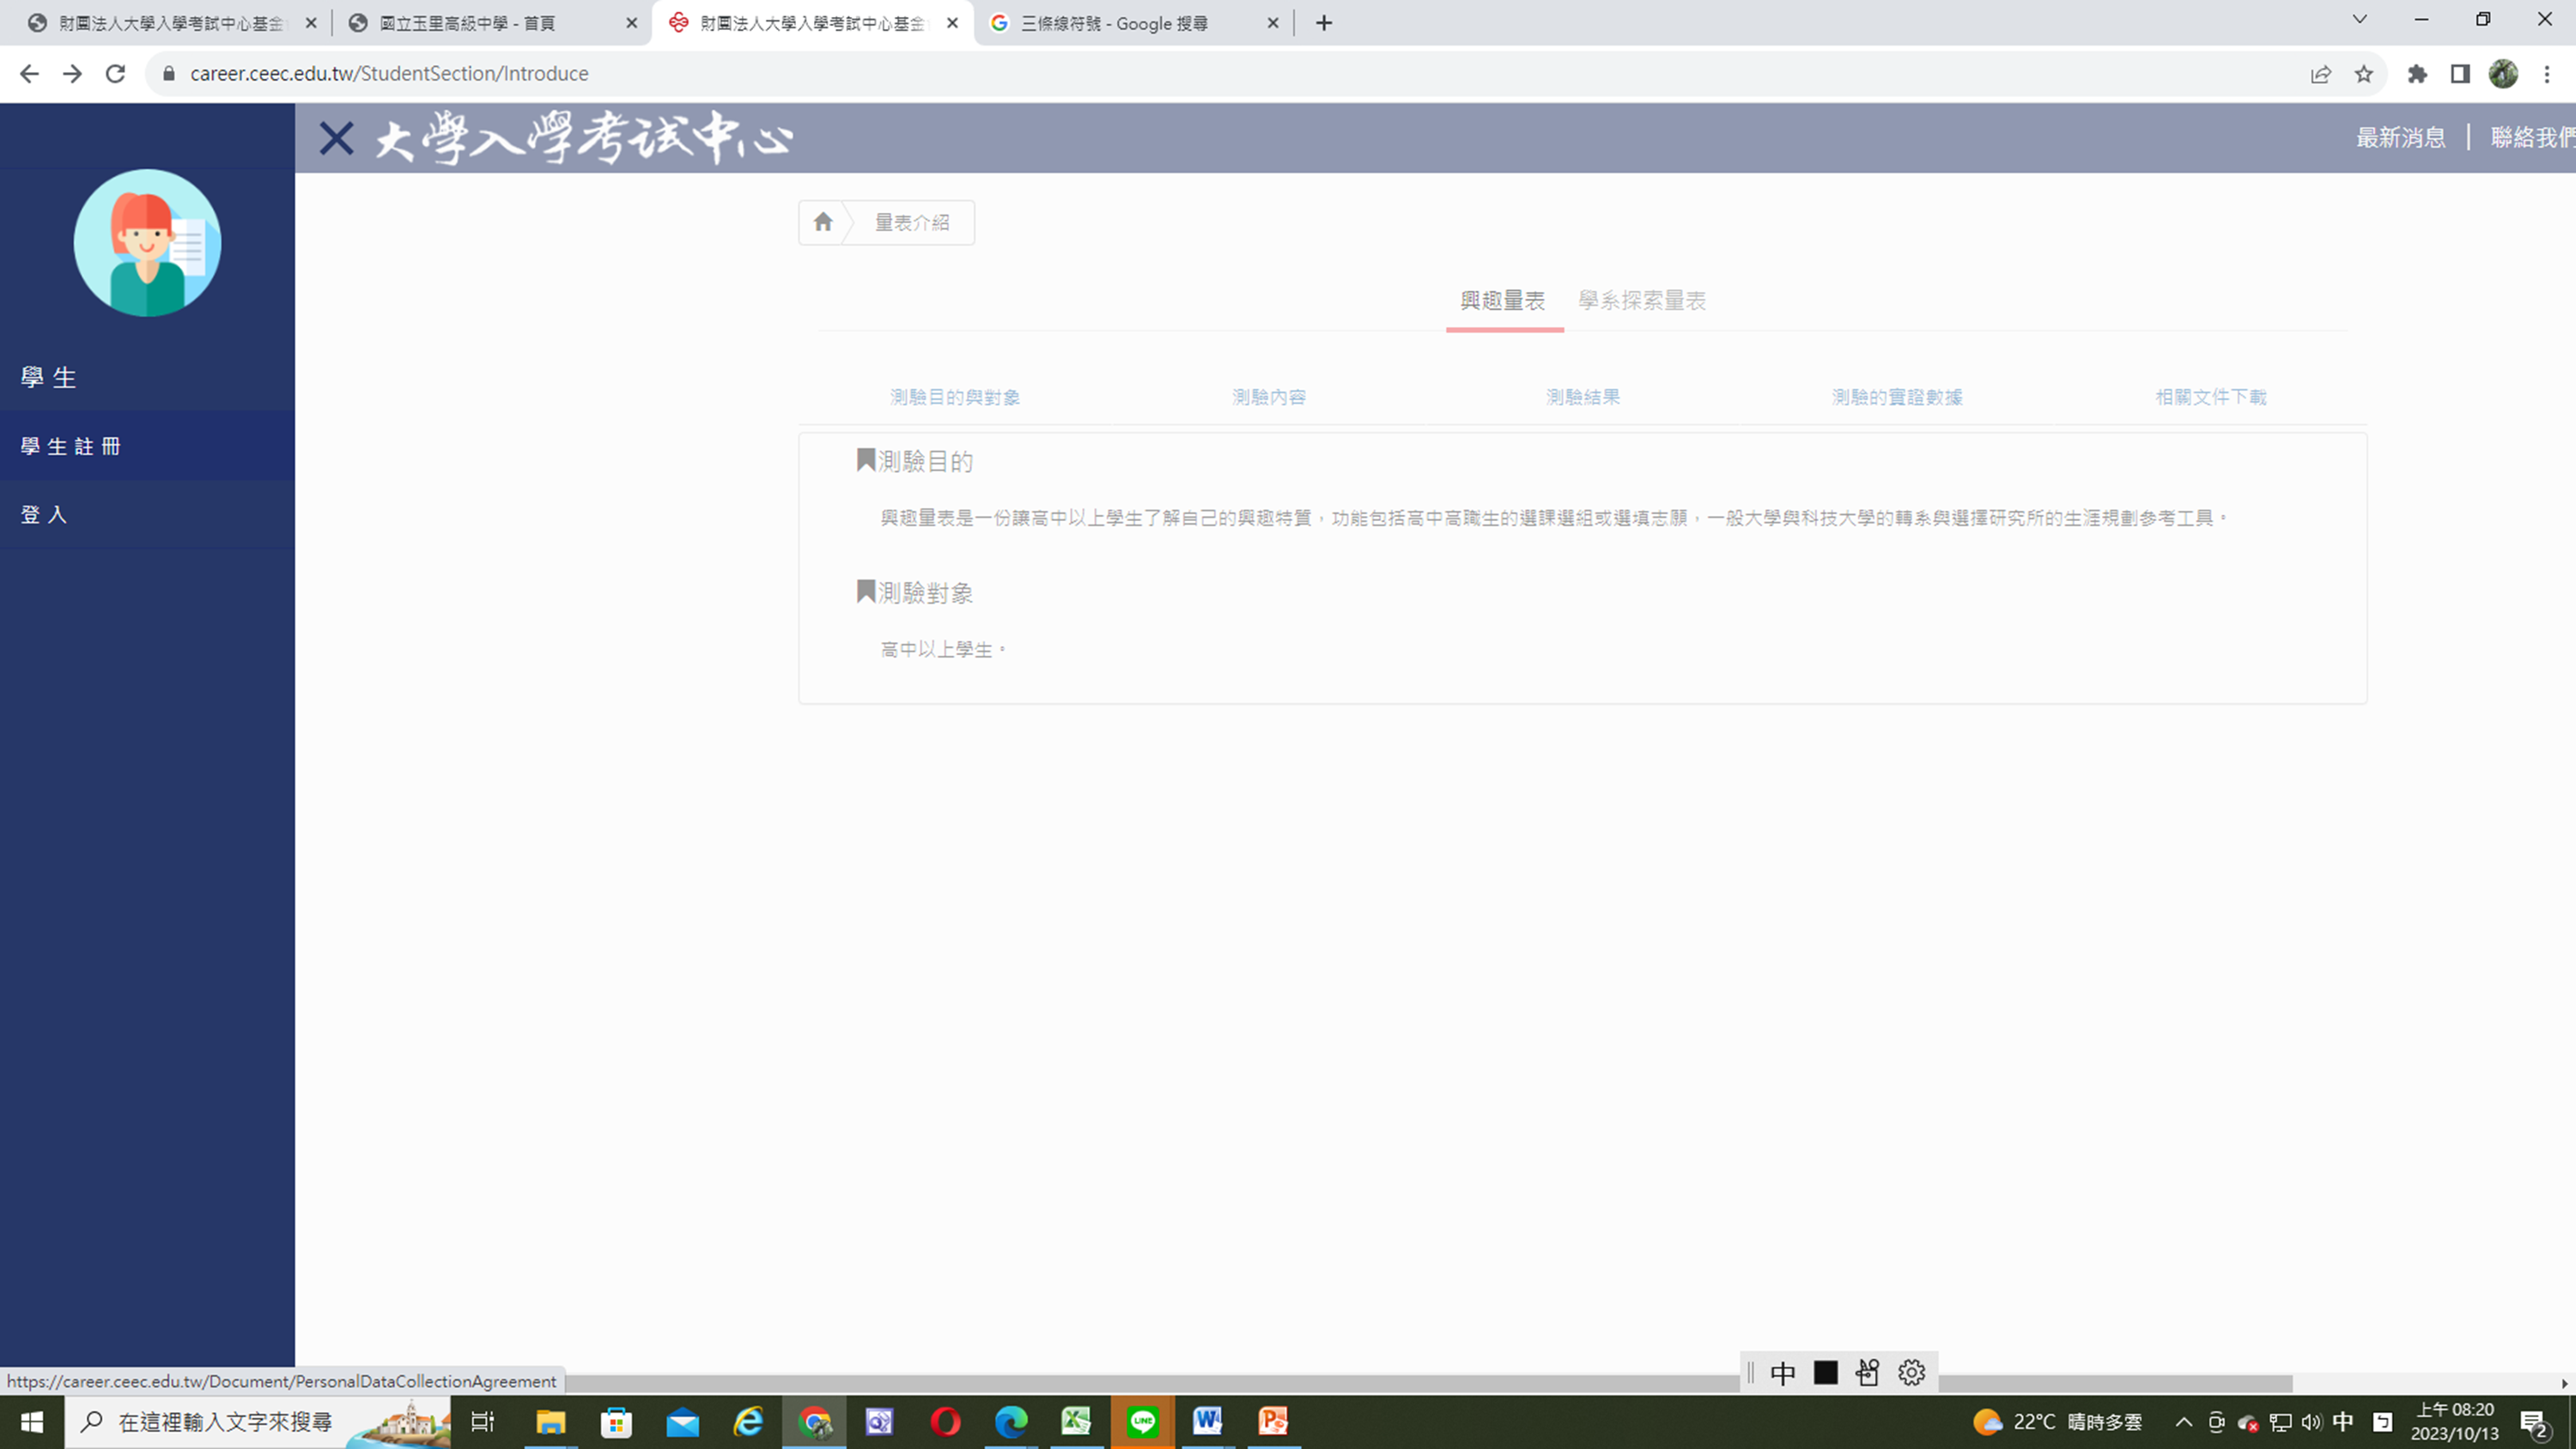 財團法人大學入學考試中心基金
國立玉里高級中學 - 首頁
財團法人大學入學考試中心基金
三條線符號 - Google 搜尋
career.ceec.edu.tw/StudentSection/Introduce
大學入學考試中心
最新消息 | 聯絡我們
量表介紹
興趣量表 學系探索量表
學生
測驗目的與對象 測驗內容 測驗結果 測驗的實證數據 相關文件下載
學生註冊
測驗目的
登入
興趣量表是一份讓高中以上學生了解自己的興趣特質，功能包括高中高職生的選課選組或選填志願，一般大學與科技大學的轉系與選擇研究所的生涯規劃參考工具。
測驗對象
高中以上學生。
中
https://career.ceec.edu.tw/Document/PersonalDataCollectionAgreement
在這裡輸入文字來搜尋
LINE
22°C 晴時多雲
中
ㄅ
上午 08:20
2023/10/13
2